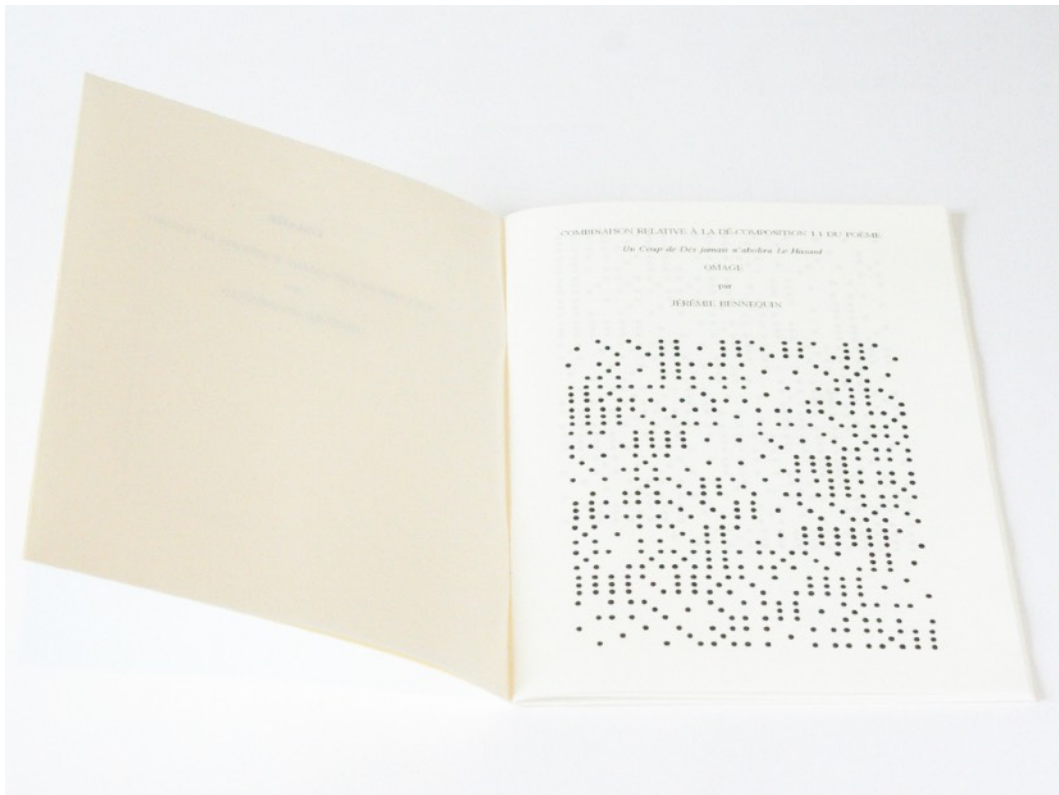 COMBINATION RELATIVE À LA DÉ-COMPOSITION 1.1 DU POÈME
Un Coup de Dés jamais n'abolira Le Hasard
OMAGE
par
JÉRÉMIE BENNEQUIN